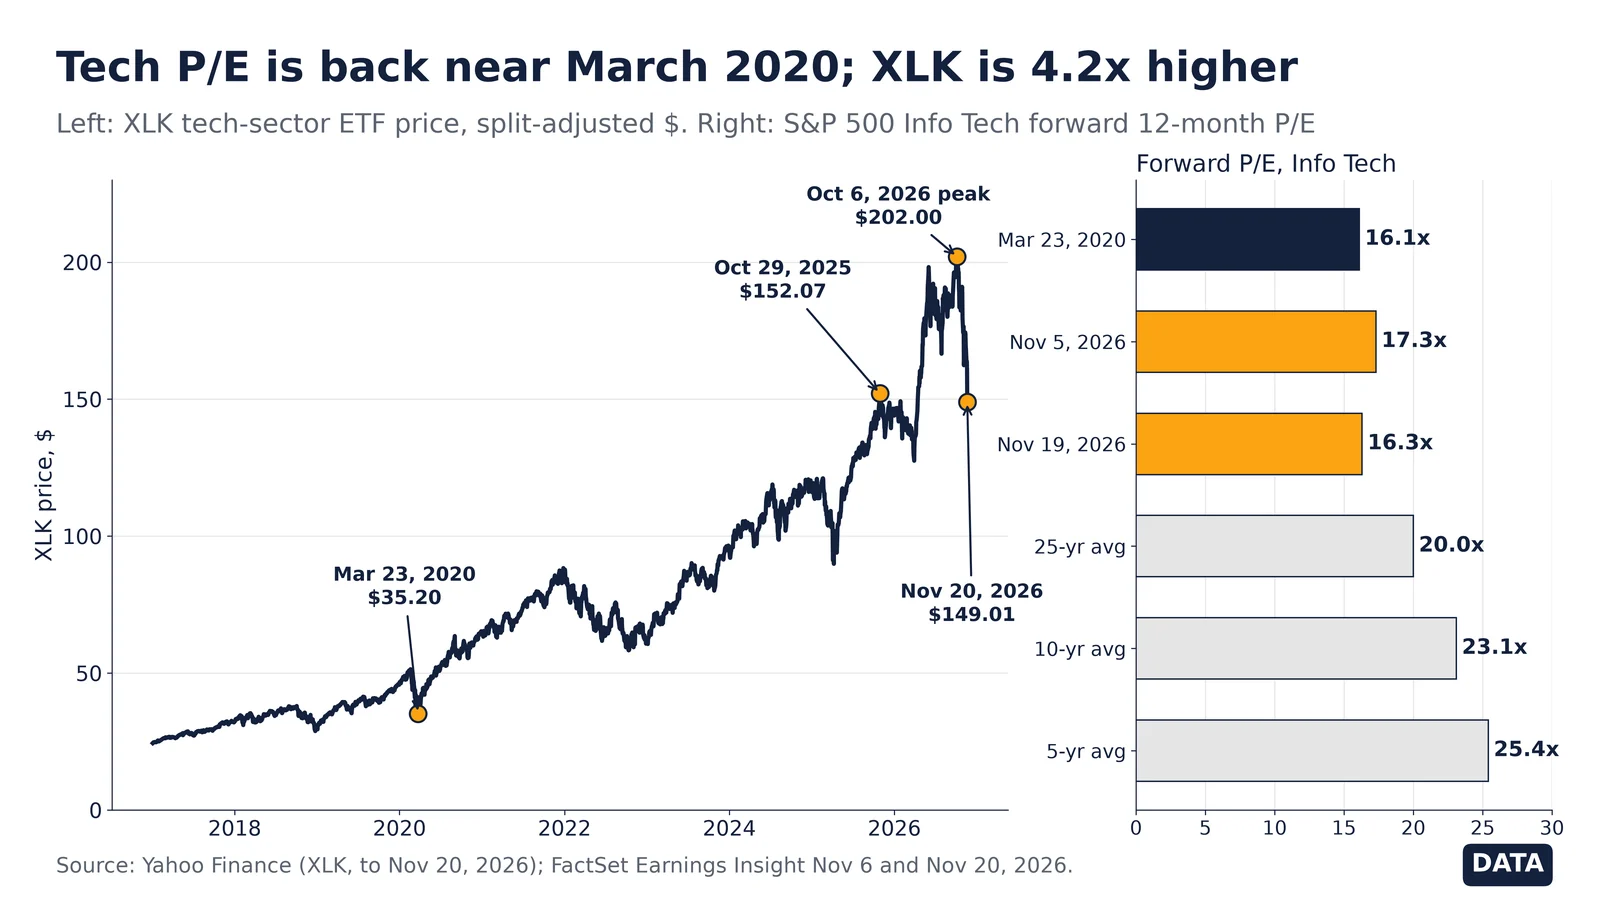 Tech P/E is back near March 2020; XLK is 4.2x higher
Left: XLK tech-sector ETF price, split-adjusted $. Right: S&P 500 Info Tech forward 12-month P/E
XLK price, $
200
150
100
50
0
2018
2020
2022
2024
2026
Mar 23, 2020
$35.20
Oct 29, 2025
$152.07
Oct 6, 2026 peak
$202.00
Nov 20, 2026
$149.01
Forward P/E, Info Tech
Mar 23, 2020
16.1x
Nov 5, 2026
17.3x
Nov 19, 2026
16.3x
25-yr avg
20.0x
10-yr avg
23.1x
5-yr avg
25.4x
0
5
10
15
20
25
30
Source: Yahoo Finance (XLK, to Nov 20, 2026); FactSet Earnings Insight Nov 6 and Nov 20, 2026.
DATA